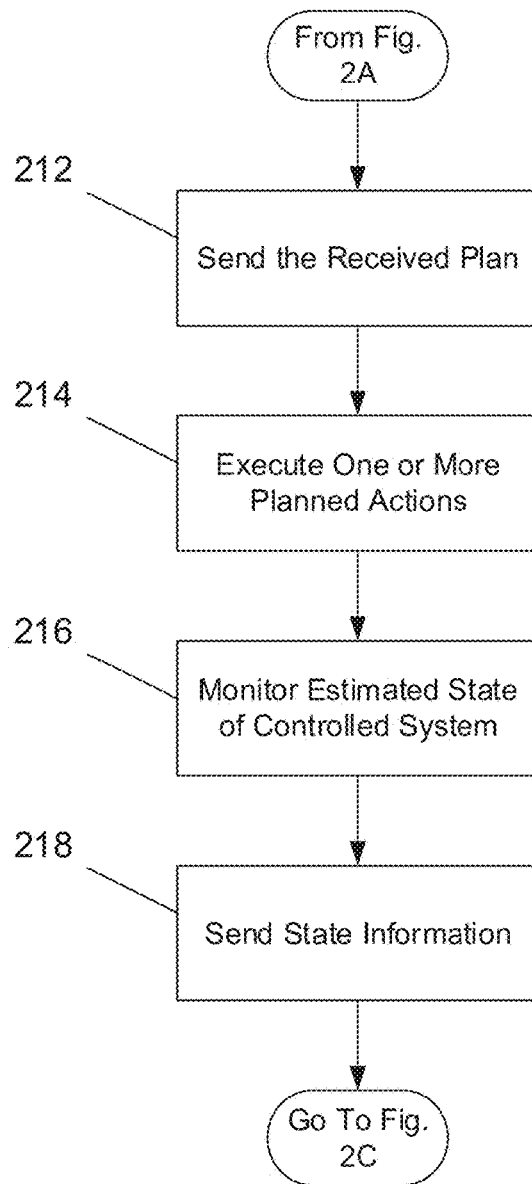 From Fig.
2A
212
Send the Received Plan
214
Execute One or More
Planned Actions
216
Monitor Estimated State
of Controlled System
218
Send State Information
Go To Fig.
2C